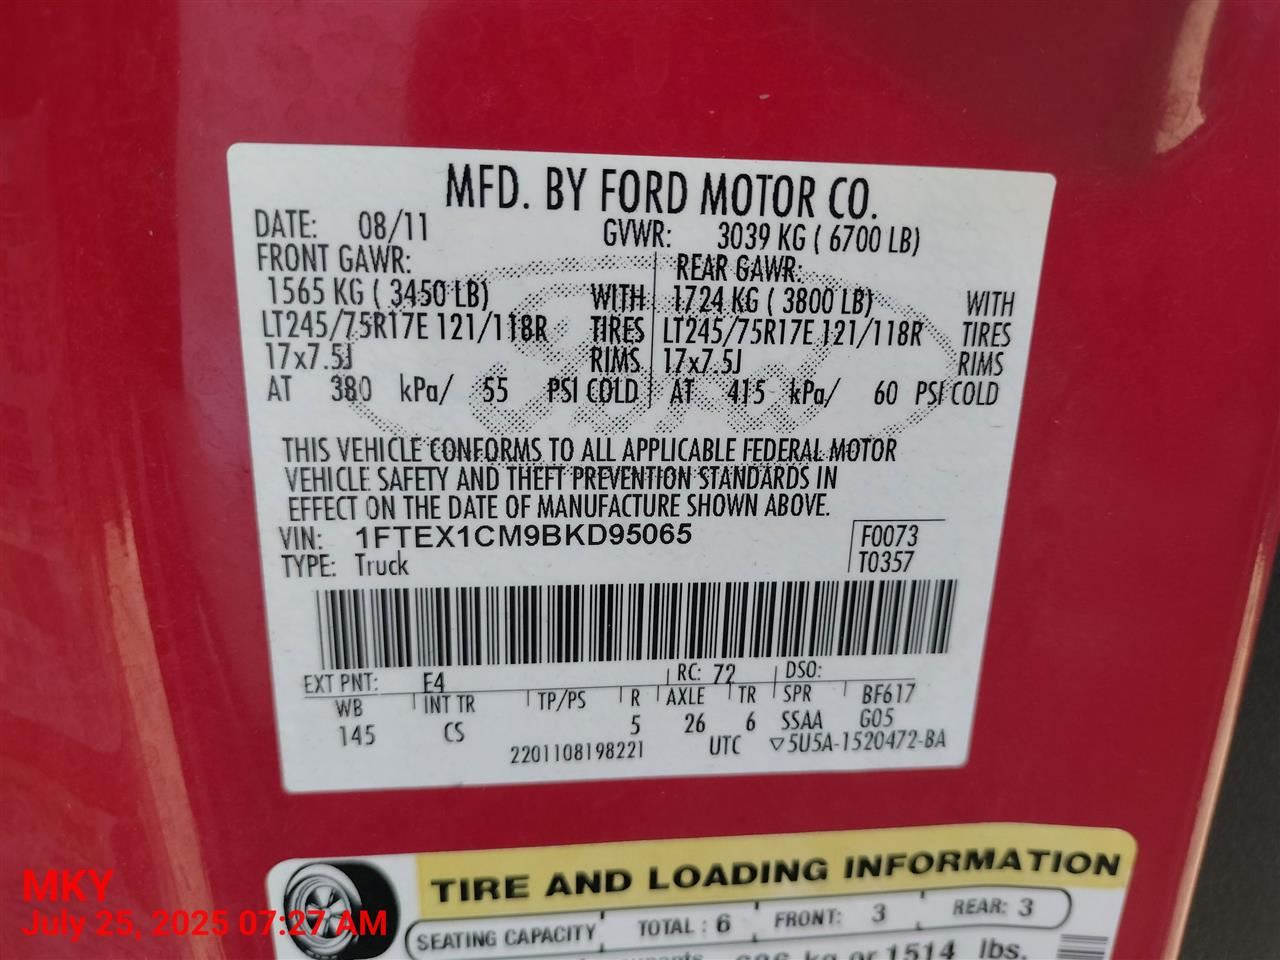 MFD. BY FORD MOTOR CO.
DATE: 08/11 GVWR: 3039 KG ( 6700 LB)
FRONT GAWR: REAR GAWR:
1565 KG ( 3450 LB) WITH 1724 KG ( 3800 LB) WITH
LT245/75R17E 121/118R TIRES LT245/75R17E 121/118R TIRES
17x7.5J RIMS 17x7.5J RIMS
AT 380 kPa/ 55 PSI COLD AT 415 kPa/ 60 PSI COLD
THIS VEHICLE CONFORMS TO ALL APPLICABLE FEDERAL MOTOR
VEHICLE SAFETY AND THEFT PREVENTION STANDARDS IN
EFFECT ON THE DATE OF MANUFACTURE SHOWN ABOVE.
VIN: 1FTEX1CM9BKD95065 F0073
TYPE: Truck T0357
EXT PNT: E4 RC: 72 DSO:
WB INT TR TP/PS R AXLE TR SPR BF617
145 CS 5 26 6 SSAA G05
2201108198221 UTC ▽5U5A-1520472-BA
TIRE AND LOADING INFORMATION
SEATING CAPACITY TOTAL : 6 FRONT: 3 REAR: 3
kg or 1514 lbs.
MKY
July 25, 2025 07:27 AM